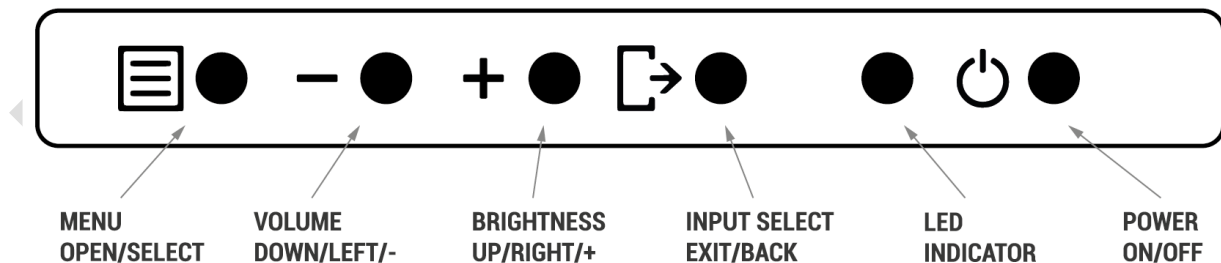 MENU
OPEN/SELECT
VOLUME
DOWN/LEFT/-
BRIGHTNESS
UP/RIGHT/+
INPUT SELECT
EXIT/BACK
LED
INDICATOR
POWER
ON/OFF